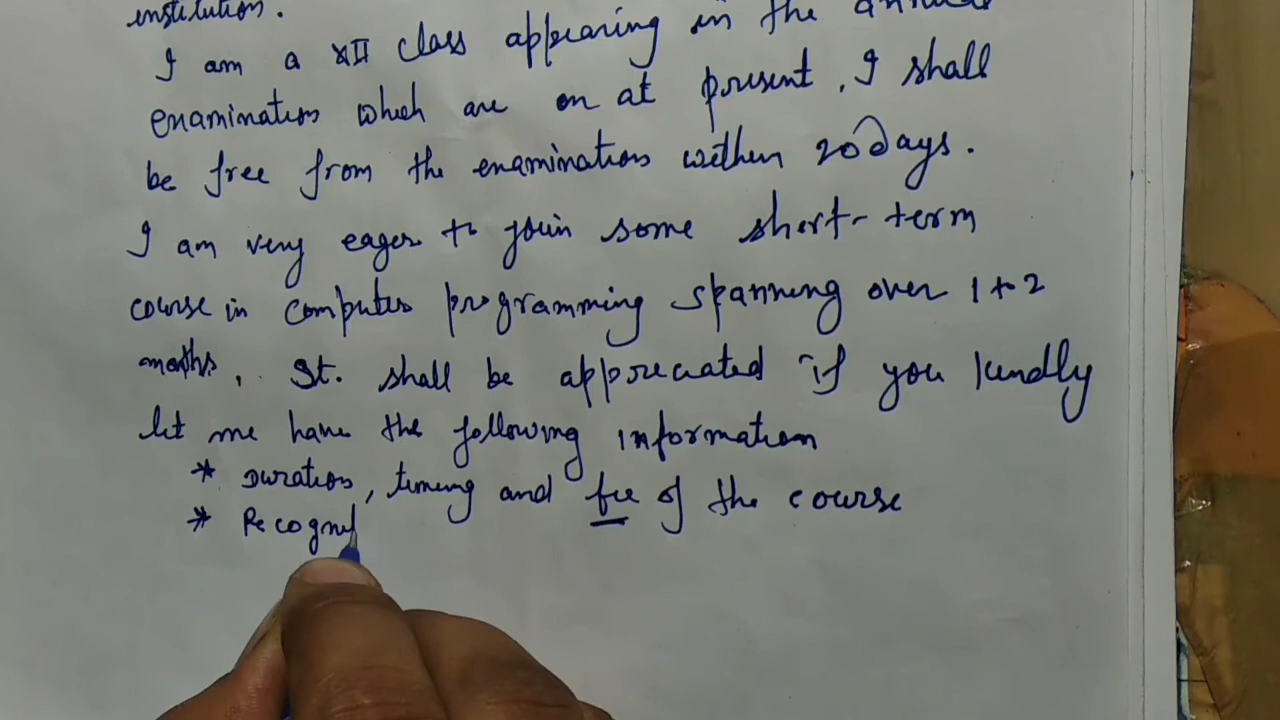 institution.
I am a XII class appearing in the annual
examinations which are on at present, I shall
be free from the examinations within 20 days.
I am very eager to join some short-term
course in computer programming spanning over 1 to 2
months, It. shall be appreciated if you kindly
let me have the following information
* Duration, timing and fee of the course
* Recognit